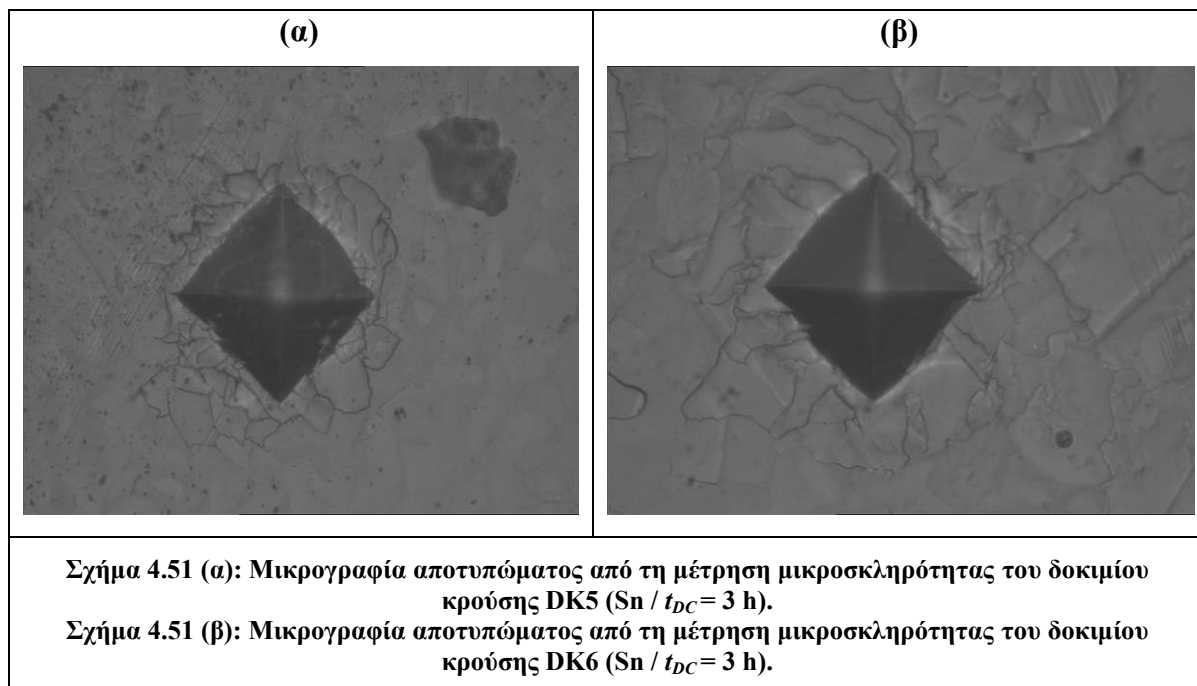 (α)
(β)
Σχήμα 4.51 (α): Μικρογραφία αποτυπώματος από τη μέτρηση μικροσκληρότητας του δοκιμίου
κρούσης DK5 (Sn / tDC = 3 h).
Σχήμα 4.51 (β): Μικρογραφία αποτυπώματος από τη μέτρηση μικροσκληρότητας του δοκιμίου
κρούσης DK6 (Sn / tDC = 3 h).